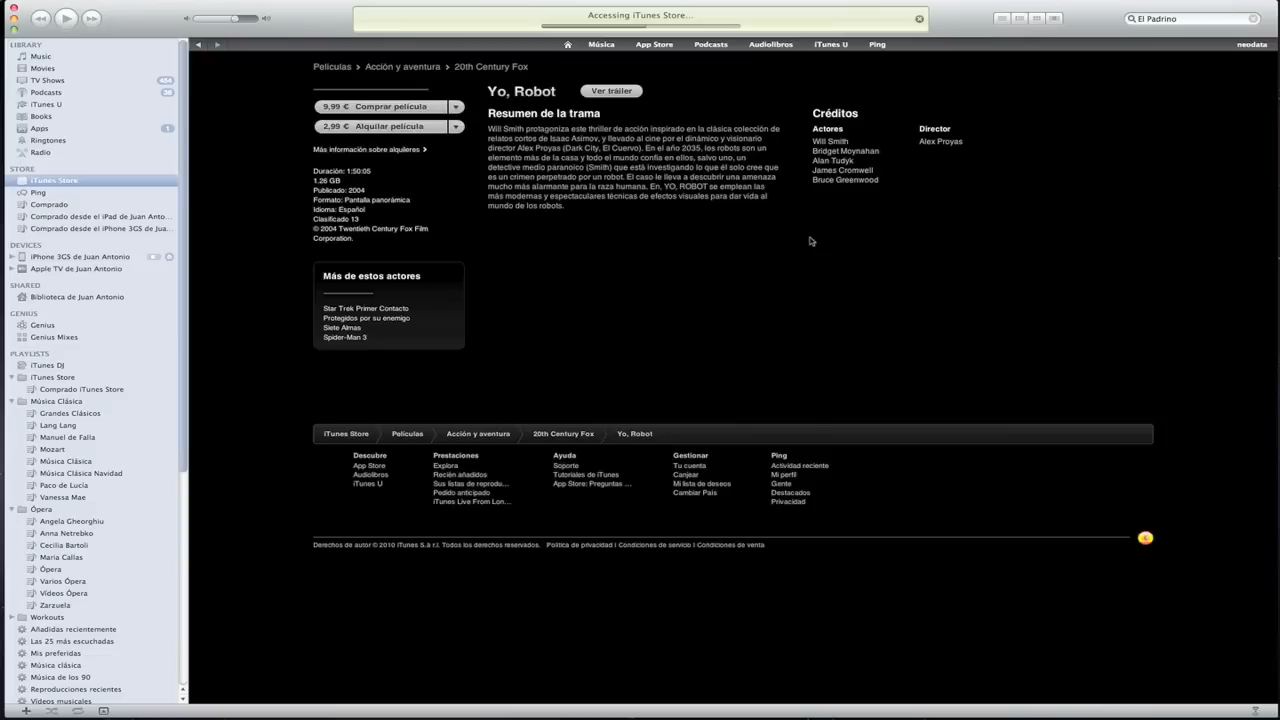 Accessing iTunes Store...
El Padrino
LIBRARY
Music
Movies
TV Shows
Podcasts
iTunes U
Books
Apps 1
Ringtones
Radio
STORE
iTunes Store
Ping
Comprado
Comprado desde el iPad de Juan Anto...
Comprado desde el iPhone 3GS de Jua...
DEVICES
iPhone 3GS de Juan Antonio
Apple TV de Juan Antonio
SHARED
Biblioteca de Juan Antonio
GENIUS
Genius
Genius Mixes
PLAYLISTS
iTunes DJ
iTunes Store
Comprado iTunes Store
Música Clásica
Grandes Clásicos
Lang Lang
Manuel de Falla
Mozart
Música Clásica
Música Clásica Navidad
Paco de Lucía
Vanessa Mae
Ópera
Angela Gheorghiu
Anna Netrebko
Cecilia Bartoli
Maria Callas
Ópera
Varios Ópera
Vídeos Ópera
Zarzuela
Workouts
Añadidas recientemente
Las 25 más escuchadas
Mis preferidas
Música clásica
Música de los 90
Reproducciones recientes
Vídeos musicales
Música App Store Podcasts Audiolibros iTunes U Ping neodata
Películas > Acción y aventura > 20th Century Fox
9,99 € Comprar película
2,99 € Alquilar película
Más información sobre alquileres >
Duración: 1:50:05
1.26 GB
Publicado: 2004
Formato: Pantalla panorámica
Idioma: Español
Clasificado 13
© 2004 Twentieth Century Fox Film
Corporation.
Más de estos actores
Star Trek Primer Contacto
Protegidos por su enemigo
Siete Almas
Spider-Man 3
Yo, Robot Ver tráiler
Resumen de la trama
Will Smith protagoniza este thriller de acción inspirado en la clásica colección de
relatos cortos de Isaac Asimov, y llevado al cine por el dinámico y visionario
director Alex Proyas (Dark City, El Cuervo). En el año 2035, los robots son un
elemento más de la casa y todo el mundo confía en ellos, salvo uno, un
detective medio paranoico (Smith) que está investigando lo que él solo cree que
es un crimen perpetrado por un robot. El caso le lleva a descubrir una amenaza
mucho más alarmante para la raza humana. En, YO, ROBOT se emplean las
más modernas y espectaculares técnicas de efectos visuales para dar vida al
mundo de los robots.
Créditos
Actores
Will Smith
Bridget Moynahan
Alan Tudyk
James Cromwell
Bruce Greenwood
Director
Alex Proyas
iTunes Store Películas Acción y aventura 20th Century Fox Yo, Robot
Descubre
App Store
Audiolibros
iTunes U
Prestaciones
Explora
Recién añadidos
Sus listas de reprodu...
Pedido anticipado
iTunes Live From Lon...
Ayuda
Soporte
Tutoriales de iTunes
App Store: Preguntas ...
Gestionar
Tu cuenta
Canjear
Mi lista de deseos
Cambiar País
Ping
Actividad reciente
Mi perfil
Gente
Destacados
Privacidad
Derechos de autor © 2010 iTunes S.à r.l. Todos los derechos reservados. Política de privacidad | Condiciones de servicio | Condiciones de venta